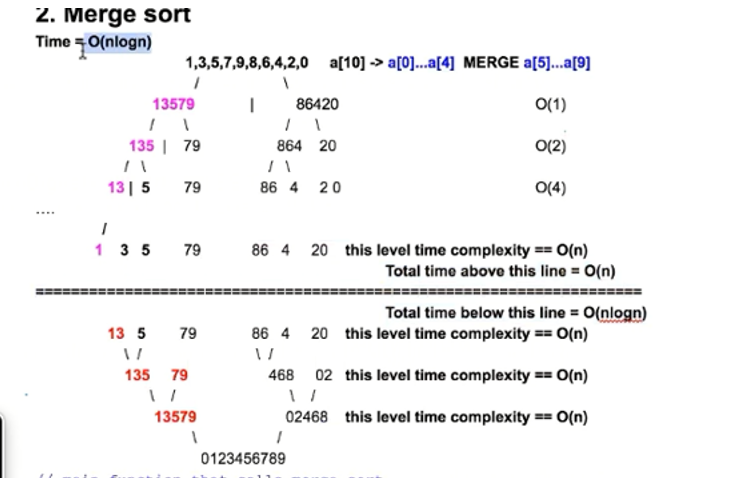 2. Merge sort
Time = O(nlogn)
1,3,5,7,9,8,6,4,2,0 a[10] -> a[0]...a[4] MERGE a[5]...a[9]
/ \
13579 | 86420 O(1)
/ \ / \
135 | 79 864 20 O(2)
/ \ / \
13 | 5 79 86 4 2 0 O(4)
....
/
1 3 5 79 86 4 20 this level time complexity == O(n)
Total time above this line = O(n)
=====================================================================
Total time below this line = O(nlogn)
13 5 79 86 4 20 this level time complexity == O(n)
\ / \ /
135 79 468 02 this level time complexity == O(n)
\ / \ /
13579 02468 this level time complexity == O(n)
\ /
0123456789